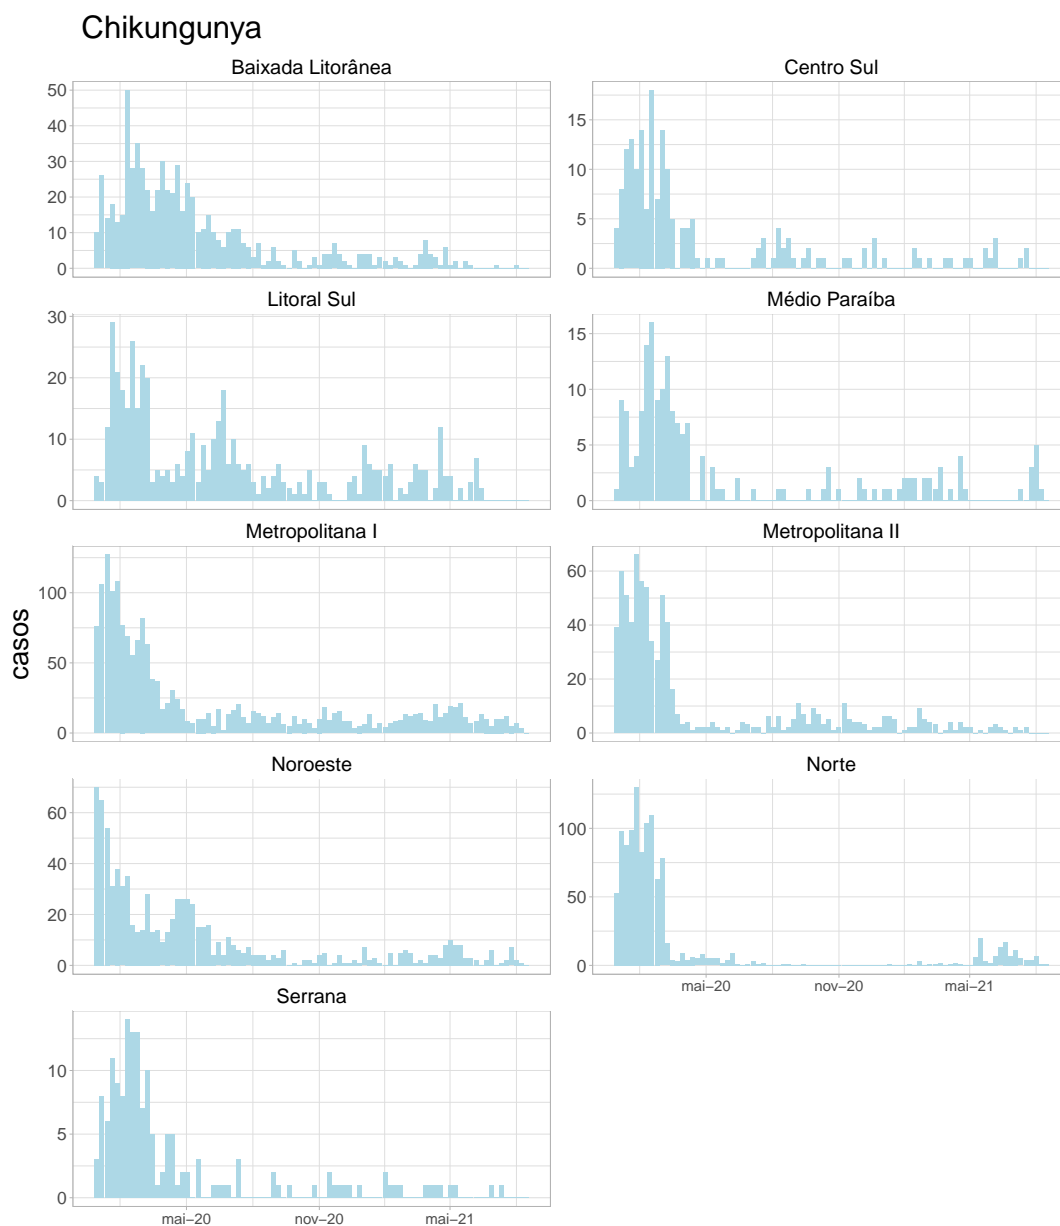 Chikungunya
Baixada Litorânea
Centro Sul
50
40
30
20
10
0
15
10
5
0
Litoral Sul
Médio Paraíba
30
20
10
0
15
10
5
0
Metropolitana I
Metropolitana II
100
50
0
60
40
20
0
casos
Noroeste
Norte
60
40
20
0
100
50
0
mai–20 nov–20 mai–21
Serrana
10
5
0
mai–20 nov–20 mai–21